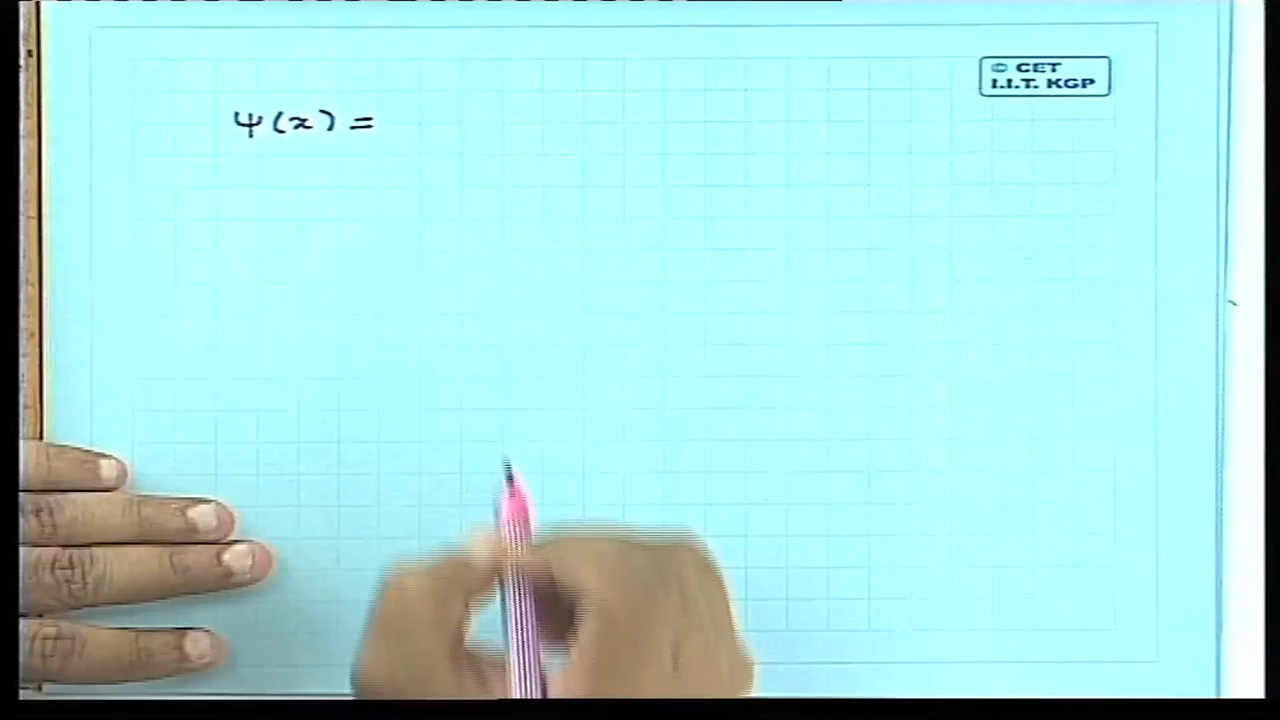 © CET
I.I.T. KGP
ψ(x) =